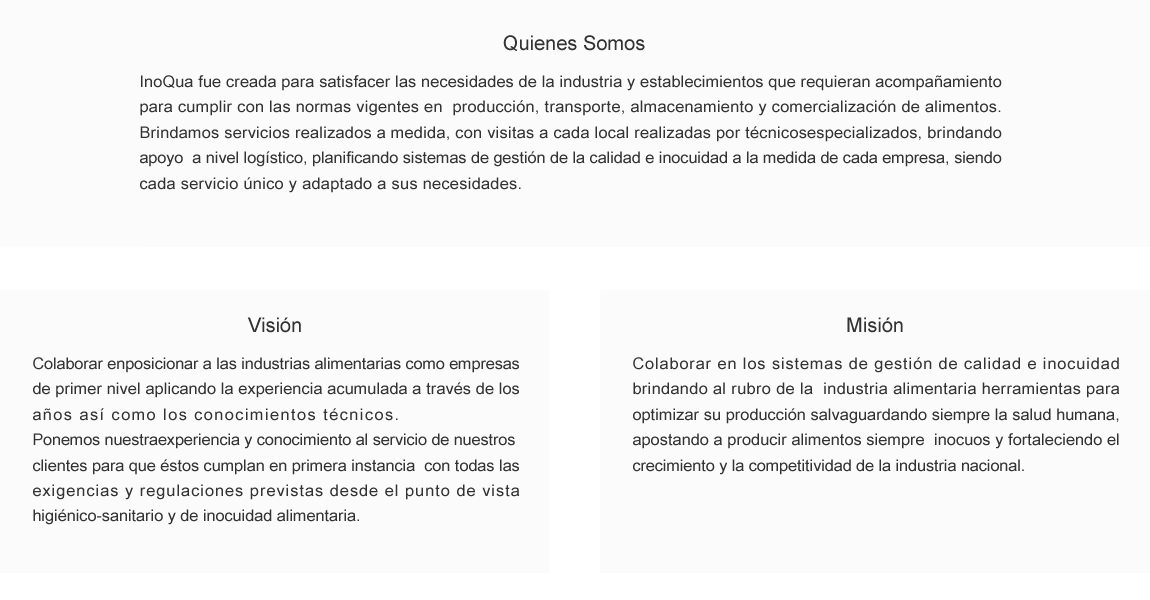 Quienes Somos
InoQua fue creada para satisfacer las necesidades de la industria y establecimientos que requieran acompañamiento
para cumplir con las normas vigentes en  producción, transporte, almacenamiento y comercialización de alimentos.
Brindamos servicios realizados a medida, con visitas a cada local realizadas por técnicosespecializados, brindando
apoyo  a nivel logístico, planificando sistemas de gestión de la calidad e inocuidad a la medida de cada empresa, siendo
cada servicio único y adaptado a sus necesidades.
Visión
Colaborar enposicionar a las industrias alimentarias como empresas
de primer nivel aplicando la experiencia acumulada a través de los
años así como los conocimientos técnicos.
Ponemos nuestraexperiencia y conocimiento al servicio de nuestros
clientes para que éstos cumplan en primera instancia  con todas las
exigencias y regulaciones previstas desde el punto de vista
higiénico-sanitario y de inocuidad alimentaria.
Misión
Colaborar en los sistemas de gestión de calidad e inocuidad
brindando al rubro de la  industria alimentaria herramientas para
optimizar su producción salvaguardando siempre la salud humana,
apostando a producir alimentos siempre  inocuos y fortaleciendo el
crecimiento y la competitividad de la industria nacional.